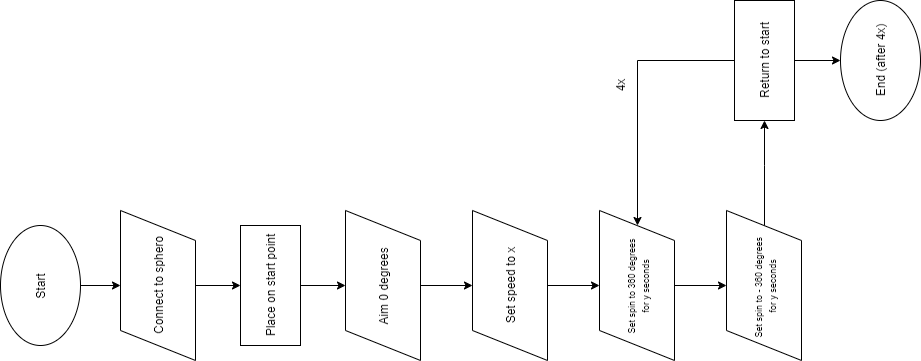 Start
Connect to sphero
Place on start point
Aim 0 degrees
Set speed to x
Set spin to 360 degrees
for y seconds
Set spin to - 360 degrees
for y seconds
4x
Return to start
End (after 4x)